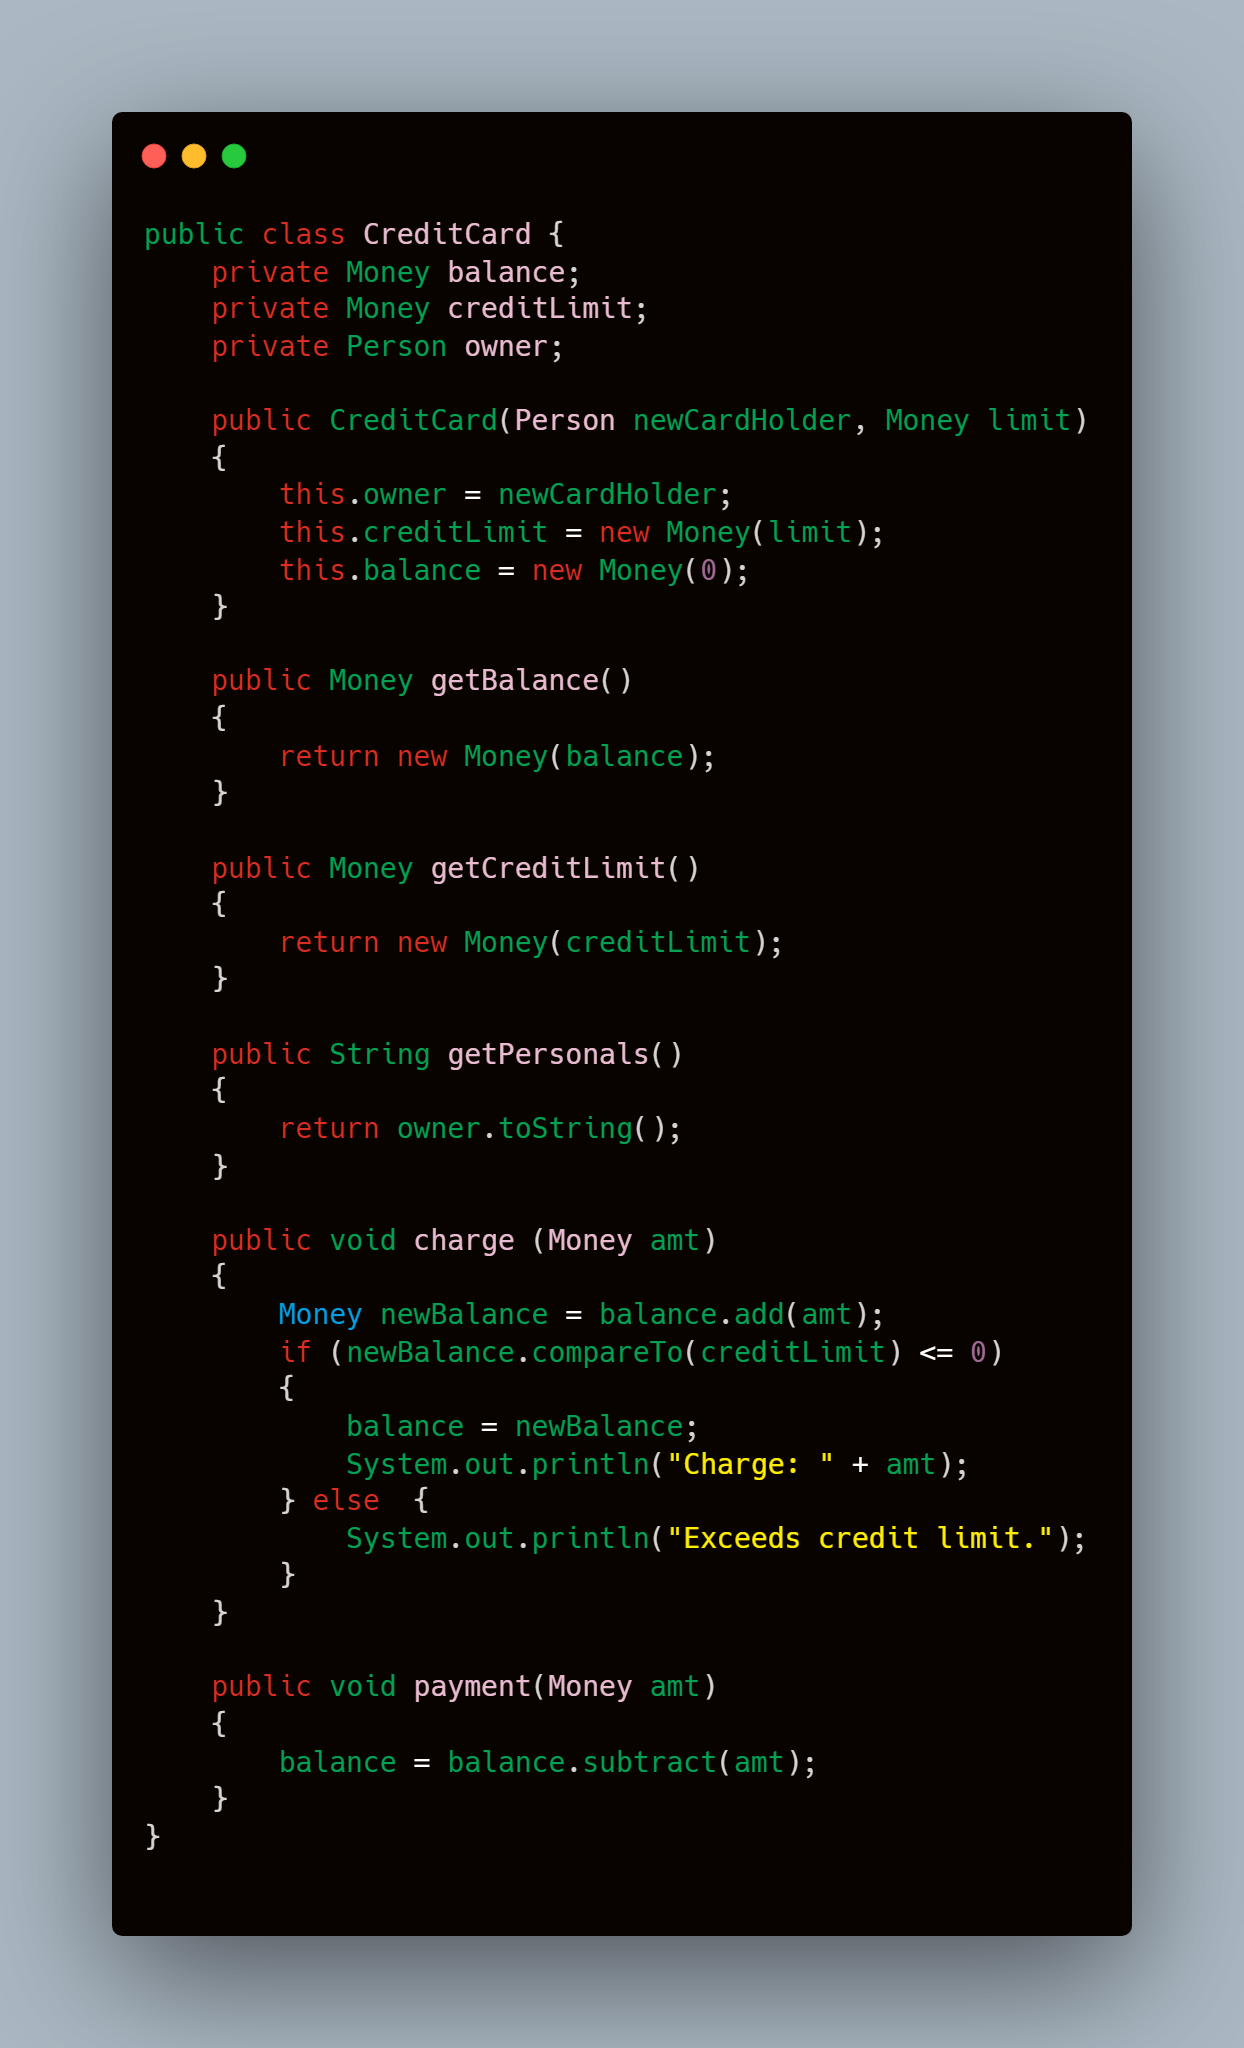 public class CreditCard {
    private Money balance;
    private Money creditLimit;
    private Person owner;

    public CreditCard(Person newCardHolder, Money limit)
    {
        this.owner = newCardHolder;
        this.creditLimit = new Money(limit);
        this.balance = new Money(0);
    }

    public Money getBalance()
    {
        return new Money(balance);
    }

    public Money getCreditLimit()
    {
        return new Money(creditLimit);
    }

    public String getPersonals()
    {
        return owner.toString();
    }

    public void charge (Money amt)
    {
        Money newBalance = balance.add(amt);
        if (newBalance.compareTo(creditLimit) <= 0)
        {
            balance = newBalance;
            System.out.println("Charge: " + amt);
        } else  {
            System.out.println("Exceeds credit limit.");
        }
    }

    public void payment(Money amt)
    {
        balance = balance.subtract(amt);
    }
}